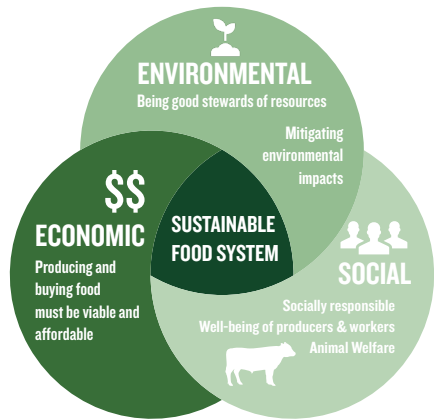 ENVIRONMENTAL
Being good stewards of resources
Mitigating
environmental
impacts
$$
ECONOMIC
Producing and
buying food
must be viable and
affordable
SUSTAINABLE
FOOD SYSTEM
SOCIAL
Socially responsible
Well-being of producers & workers
Animal Welfare